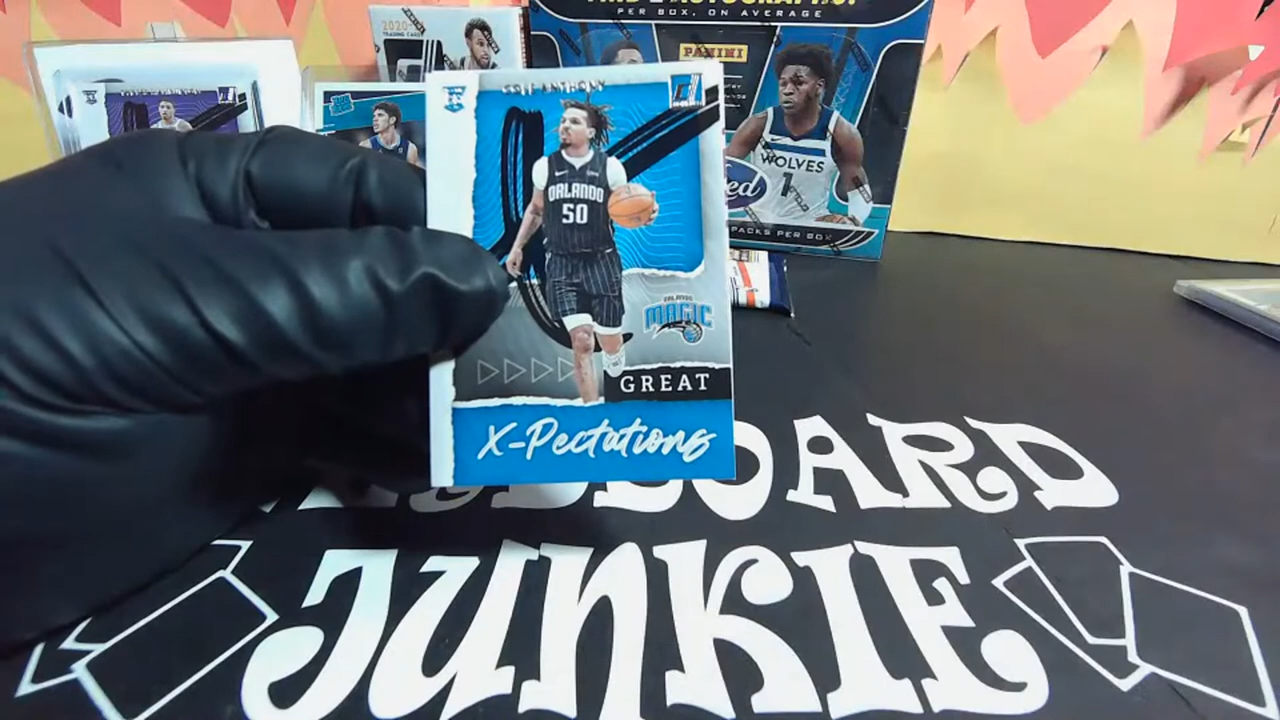 PER BOX, ON AVERAGE
2020-
TRADING CARDS
PANINI
WOLVES
1
PACKS PER BOX
COLE ANTHONY
ORLANDO
50
ORLANDO
MAGIC
GREAT
X-Pectations
JUNKIE